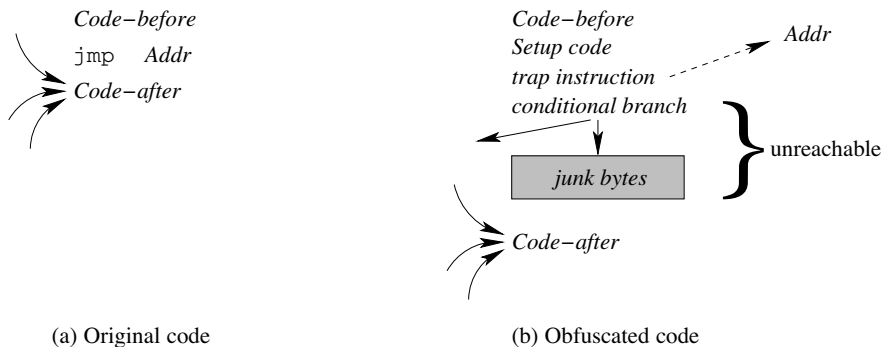 Code−before
jmp Addr
Code−after
(a) Original code
Code−before
Setup code
trap instruction
conditional branch
Addr
unreachable
junk bytes
Code−after
(b) Obfuscated code